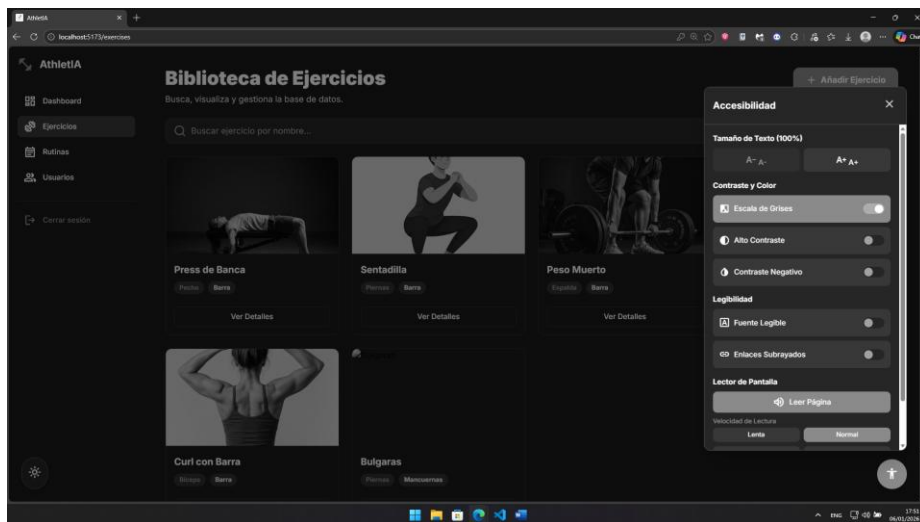 AthletIA
localhost:5173/exercises
AthletIA
Dashboard
Ejercicios
Rutinas
Usuarios
Cerrar sesión
Biblioteca de Ejercicios
Busca, visualiza y gestiona la base de datos.
+ Añadir Ejercicio
Buscar ejercicio por nombre...
Press de Banca
Pecho Barra
Ver Detalles
Sentadilla
Piernas Barra
Ver Detalles
Peso Muerto
Espalda Barra
Ver Detalles
Curl con Barra
Bíceps Barra
Bulgaras
Piernas Mancuernas
Accesibilidad
Tamaño de Texto (100%)
A- A-
A+ A+
Contraste y Color
Escala de Grises
Alto Contraste
Contraste Negativo
Legibilidad
Fuente Legible
Enlaces Subrayados
Lector de Pantalla
Leer Página
Velocidad de Lectura
Lenta
Normal
ENG
17:53
06/01/2026